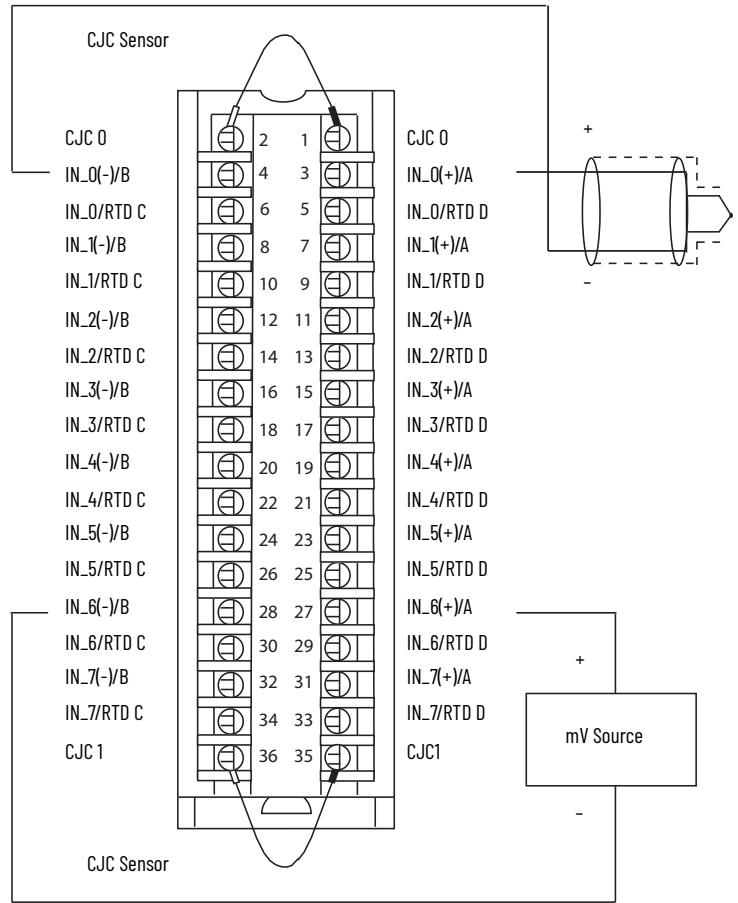 CJC Sensor
CJC 0 2 1 CJC 0
+
IN_0(-)/B 4 3 IN_0(+)/A
IN_0/RTD C 6 5 IN_0/RTD D
IN_1(-)/B 8 7 IN_1(+)/A
IN_1/RTD C 10 9 IN_1/RTD D
–
IN_2(-)/B 12 11 IN_2(+)/A
IN_2/RTD C 14 13 IN_2/RTD D
IN_3(-)/B 16 15 IN_3(+)/A
IN_3/RTD C 18 17 IN_3/RTD D
IN_4(-)/B 20 19 IN_4(+)/A
IN_4/RTD C 22 21 IN_4/RTD D
IN_5(-)/B 24 23 IN_5(+)/A
IN_5/RTD C 26 25 IN_5/RTD D
IN_6(-)/B 28 27 IN_6(+)/A
IN_6/RTD C 30 29 IN_6/RTD D
+
IN_7(-)/B 32 31 IN_7(+)/A
IN_7/RTD C 34 33 IN_7/RTD D
mV Source
CJC 1 36 35 CJC1
–
CJC Sensor